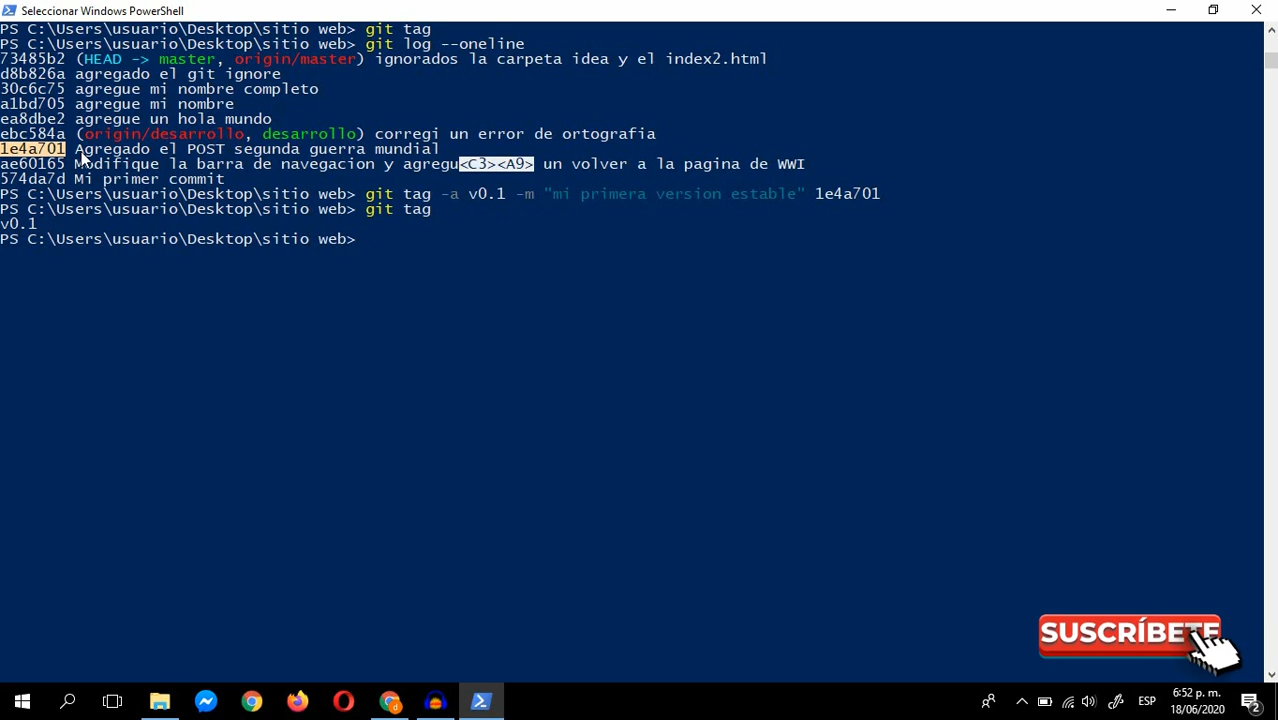 Seleccionar Windows PowerShell
PS C:\Users\usuario\Desktop\sitio web> git tag
PS C:\Users\usuario\Desktop\sitio web> git log --oneline
73485b2 (HEAD -> master, origin/master) ignorados la carpeta idea y el index2.html
d8b826a agregado el git ignore
30c6c75 agregue mi nombre completo
a1bd705 agregue mi nombre
ea8dbe2 agregue un hola mundo
ebc584a (origin/desarrollo, desarrollo) corregi un error de ortografia
1e4a701 Agregado el POST segunda guerra mundial
ae60165 Modifique la barra de navegacion y agregu<C3><A9> un volver a la pagina de WWI
574da7d Mi primer commit
PS C:\Users\usuario\Desktop\sitio web> git tag -a v0.1 -m "mi primera version estable" 1e4a701
PS C:\Users\usuario\Desktop\sitio web> git tag
v0.1
PS C:\Users\usuario\Desktop\sitio web>
SUSCRÍBETE
ESP
6:52 p. m.
18/06/2020
2